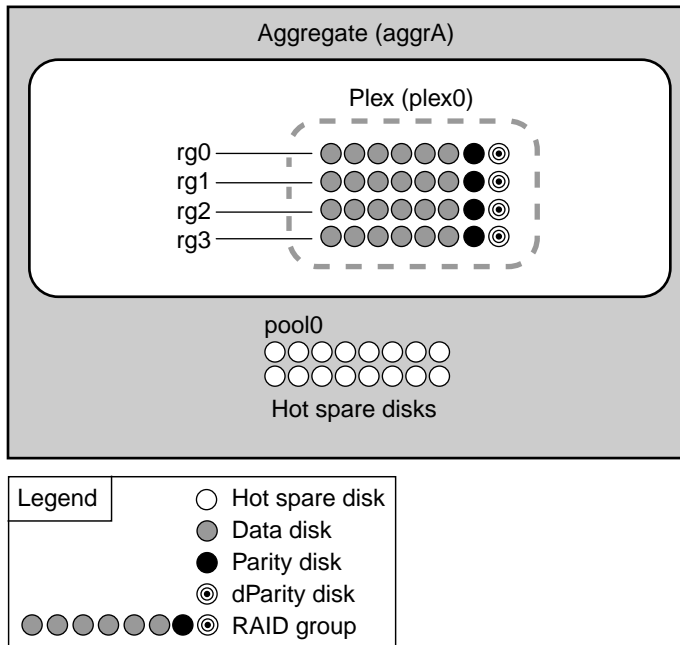 Aggregate (aggrA)
Plex (plex0)
rg0
rg1
rg2
rg3
pool0
Hot spare disks
Legend
Hot spare disk
Data disk
Parity disk
dParity disk
RAID group